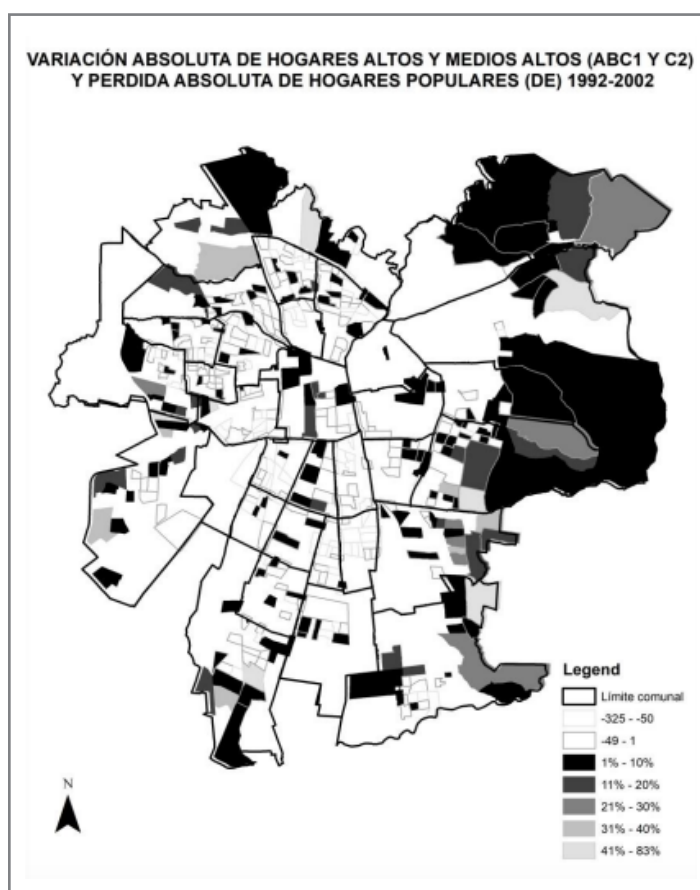 VARIACIÓN ABSOLUTA DE HOGARES ALTOS Y MEDIOS ALTOS (ABC1 Y C2)
Y PERDIDA ABSOLUTA DE HOGARES POPULARES (DE) 1992-2002
Legend
Límite comunal
-325 - -50
-49 - 1
1% - 10%
11% - 20%
21% - 30%
31% - 40%
41% - 83%
N